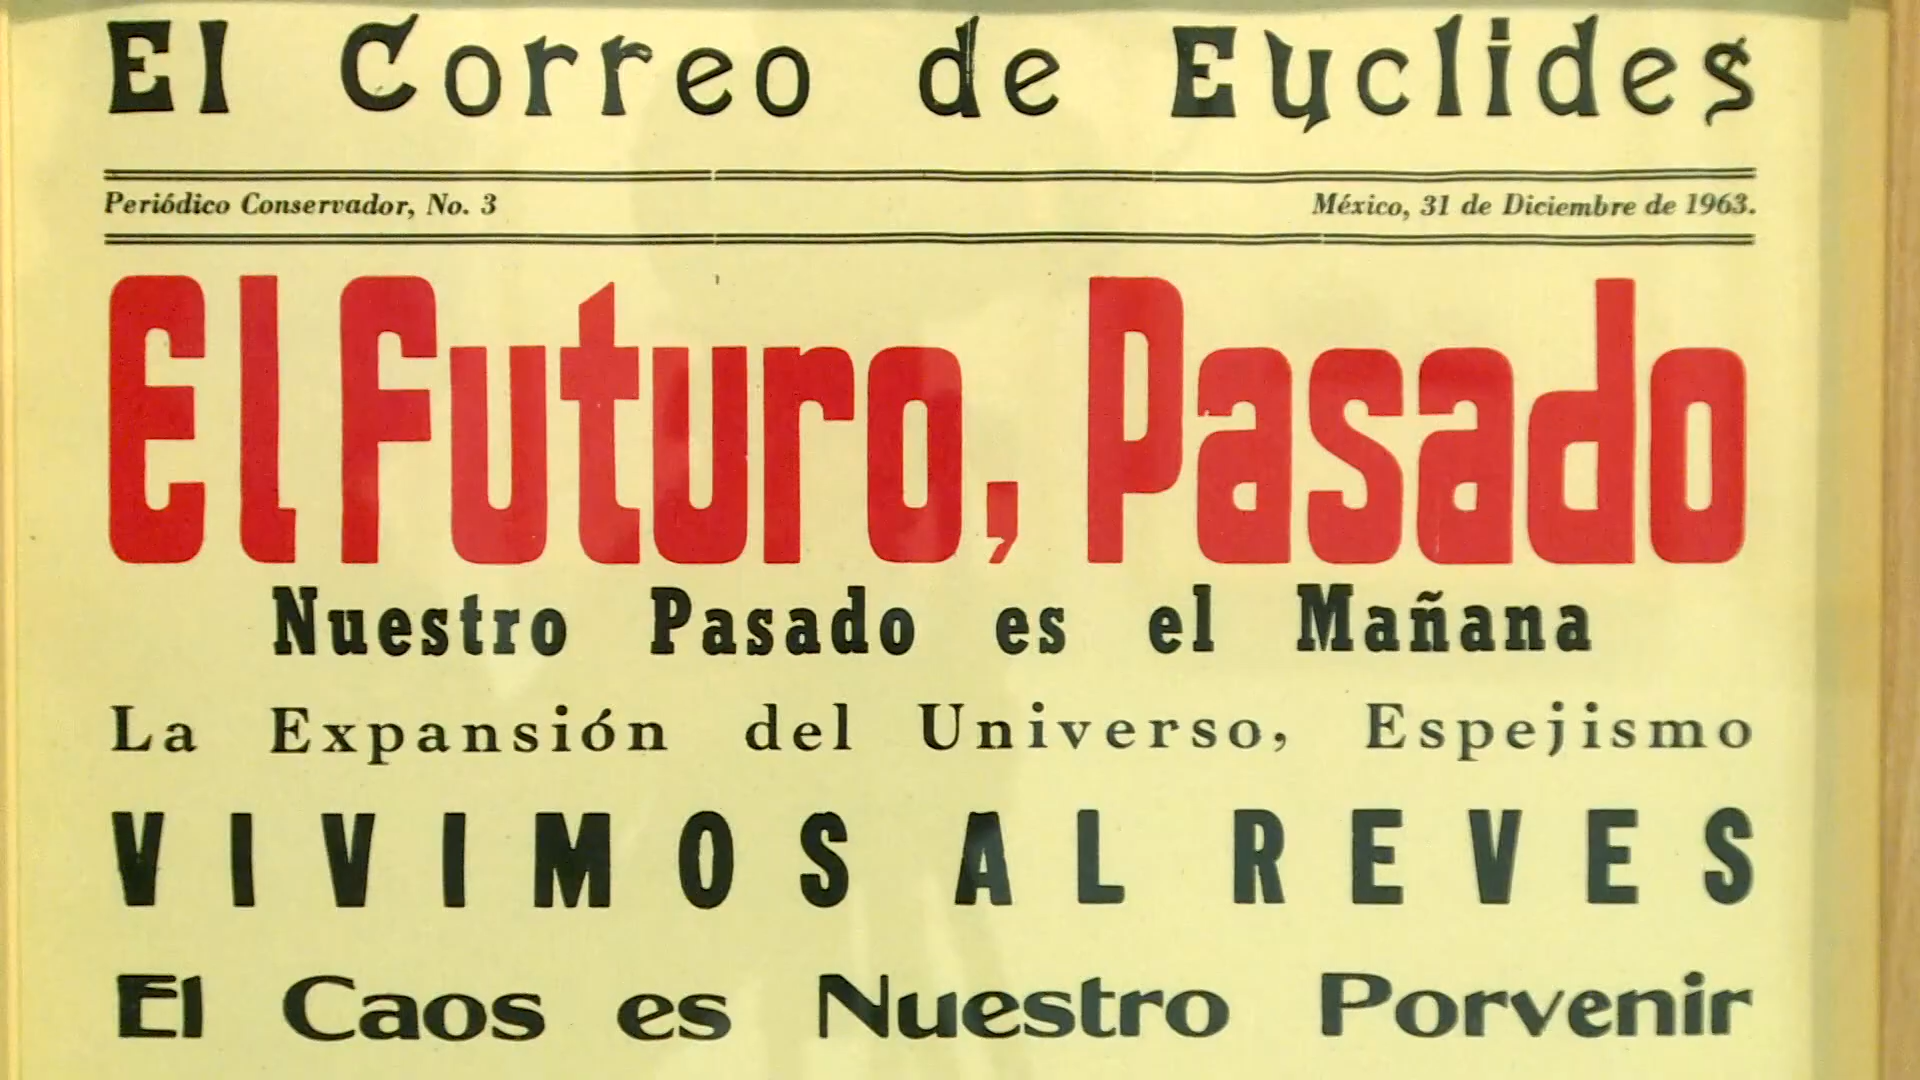 El Correo de Euclides
Periódico Conservador, No. 3
México, 31 de Diciembre de 1963.
El Futuro, Pasado
Nuestro Pasado es el Mañana
La Expansión del Universo, Espejismo
VIVIMOS AL REVES
El Caos es Nuestro Porvenir